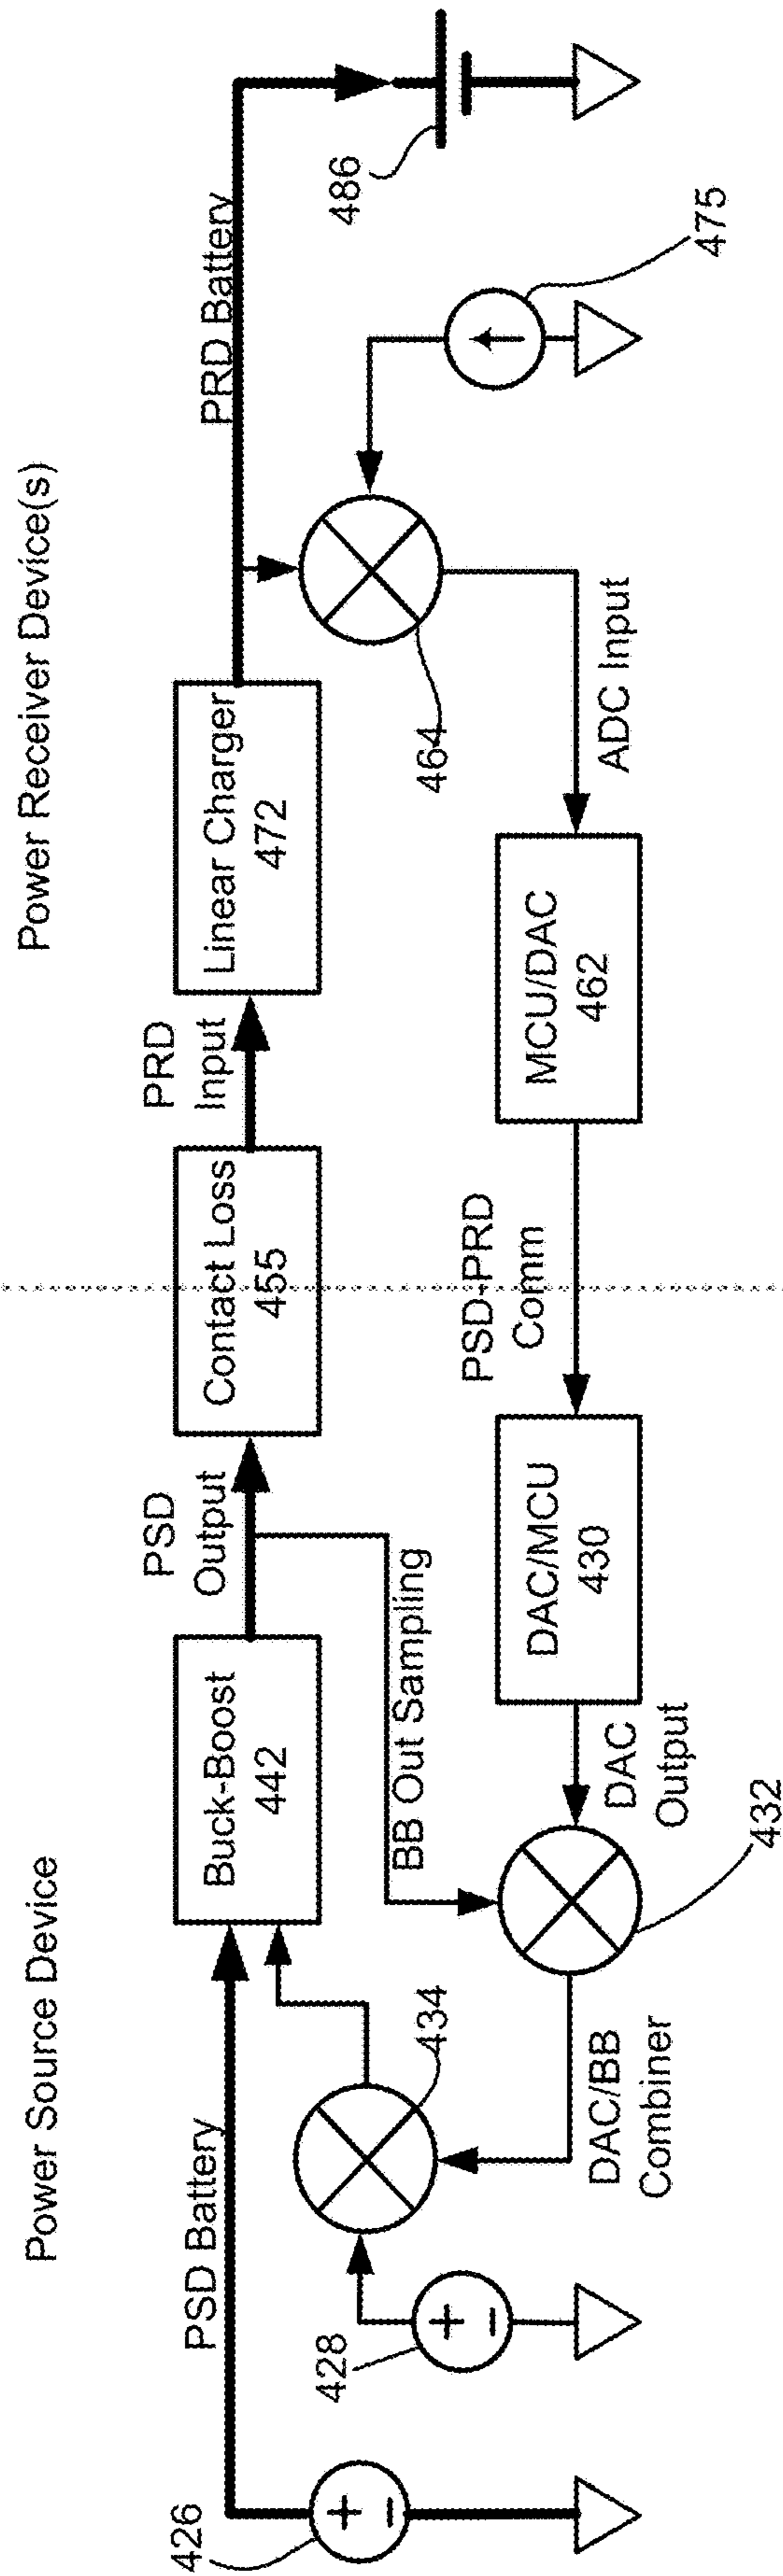 Power Source Device
Power Receiver Device(s)
426
PSD Battery
428
434
Buck-Boost
442
PSD
Output
BB Out Sampling
DAC/BB
Combiner
432
DAC
Output
DAC/MCU
430
Contact Loss
455
PSD-PRD
Comm
PRD
Input
Linear Charger
472
MCU/DAC
462
464
ADC Input
PRD Battery
475
486